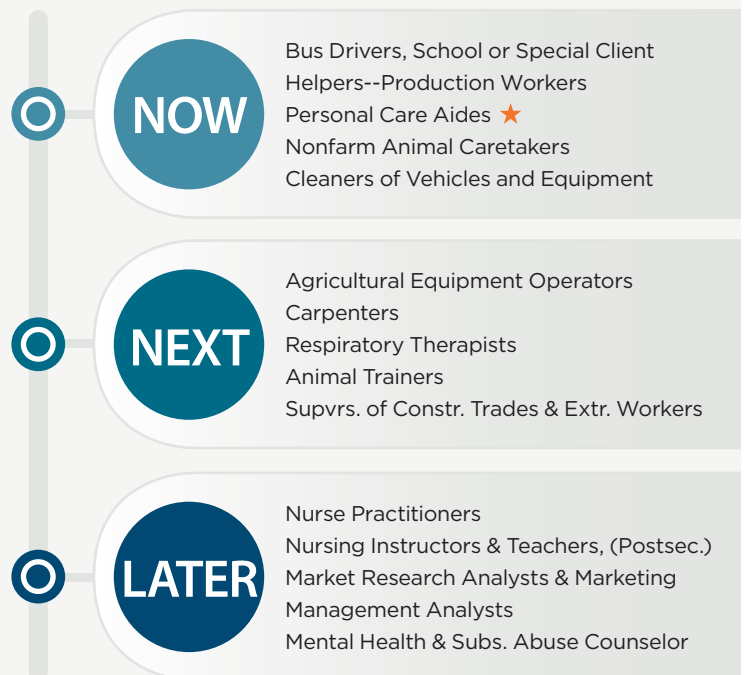 NOW
Bus Drivers, School or Special Client
Helpers--Production Workers
Personal Care Aides ★
Nonfarm Animal Caretakers
Cleaners of Vehicles and Equipment
NEXT
Agricultural Equipment Operators
Carpenters
Respiratory Therapists
Animal Trainers
Supvrs. of Constr. Trades & Extr. Workers
LATER
Nurse Practitioners
Nursing Instructors & Teachers, (Postsec.)
Market Research Analysts & Marketing
Management Analysts
Mental Health & Subs. Abuse Counselor